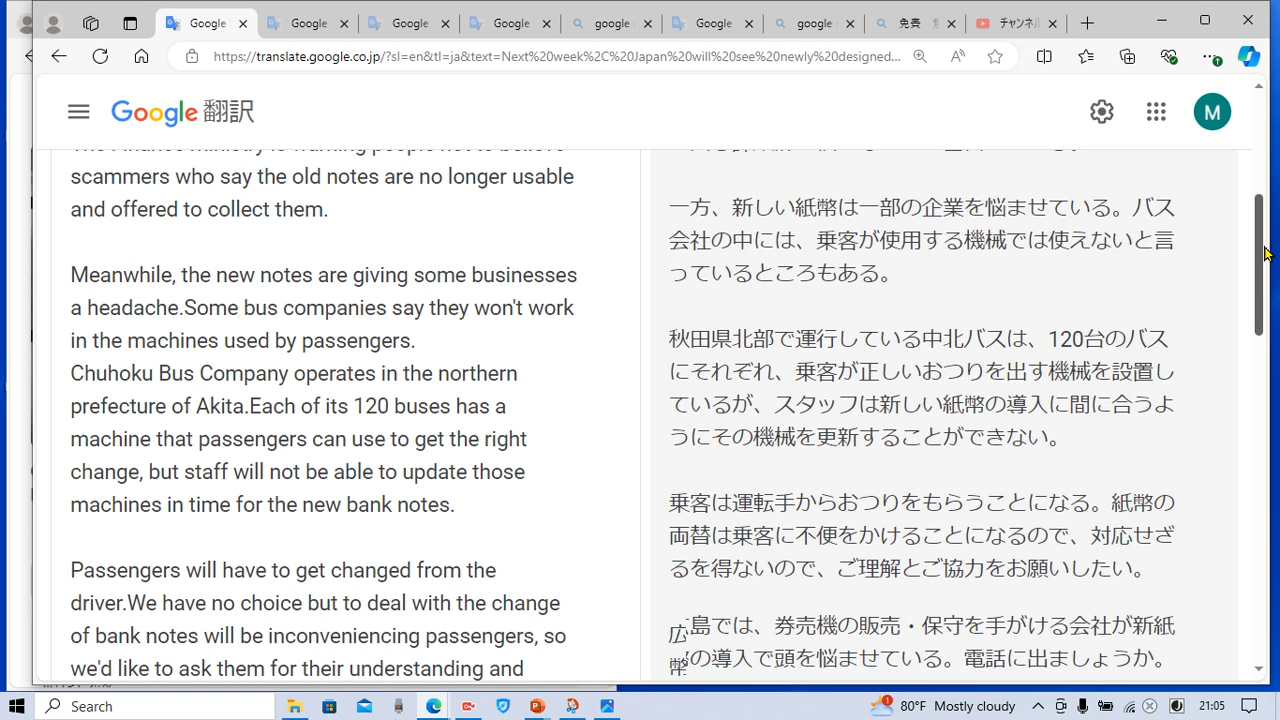 Google
Google
Google
Google
google
Google
google
免責
チャンネル
https://translate.google.co.jp/?sl=en&tl=ja&text=Next%20week%2C%20Japan%20will%20see%20newly%20designed...
Google 翻訳
M
scammers who say the old notes are no longer usable
and offered to collect them.
Meanwhile, the new notes are giving some businesses
a headache.Some bus companies say they won't work
in the machines used by passengers.
Chuhoku Bus Company operates in the northern
prefecture of Akita.Each of its 120 buses has a
machine that passengers can use to get the right
change, but staff will not be able to update those
machines in time for the new bank notes.
Passengers will have to get changed from the
driver.We have no choice but to deal with the change
of bank notes will be inconveniencing passengers, so
we'd like to ask them for their understanding and
一方、新しい紙幣は一部の企業を悩ませている。バス
会社の中には、乗客が使用する機械では使えないと言
っているところもある。
秋田県北部で運行している中北バスは、120台のバス
にそれぞれ、乗客が正しいおつりを出す機械を設置し
ているが、スタッフは新しい紙幣の導入に間に合うよ
うにその機械を更新することができない。
乗客は運転手からおつりをもらうことになる。紙幣の
両替は乗客に不便をかけることになるので、対応せざ
るを得ないので、ご理解とご協力をお願いしたい。
広島では、券売機の販売・保守を手がける会社が新紙
幣の導入で頭を悩ませている。電話に出ましょうか。
Search
80°F Mostly cloudy
21:05